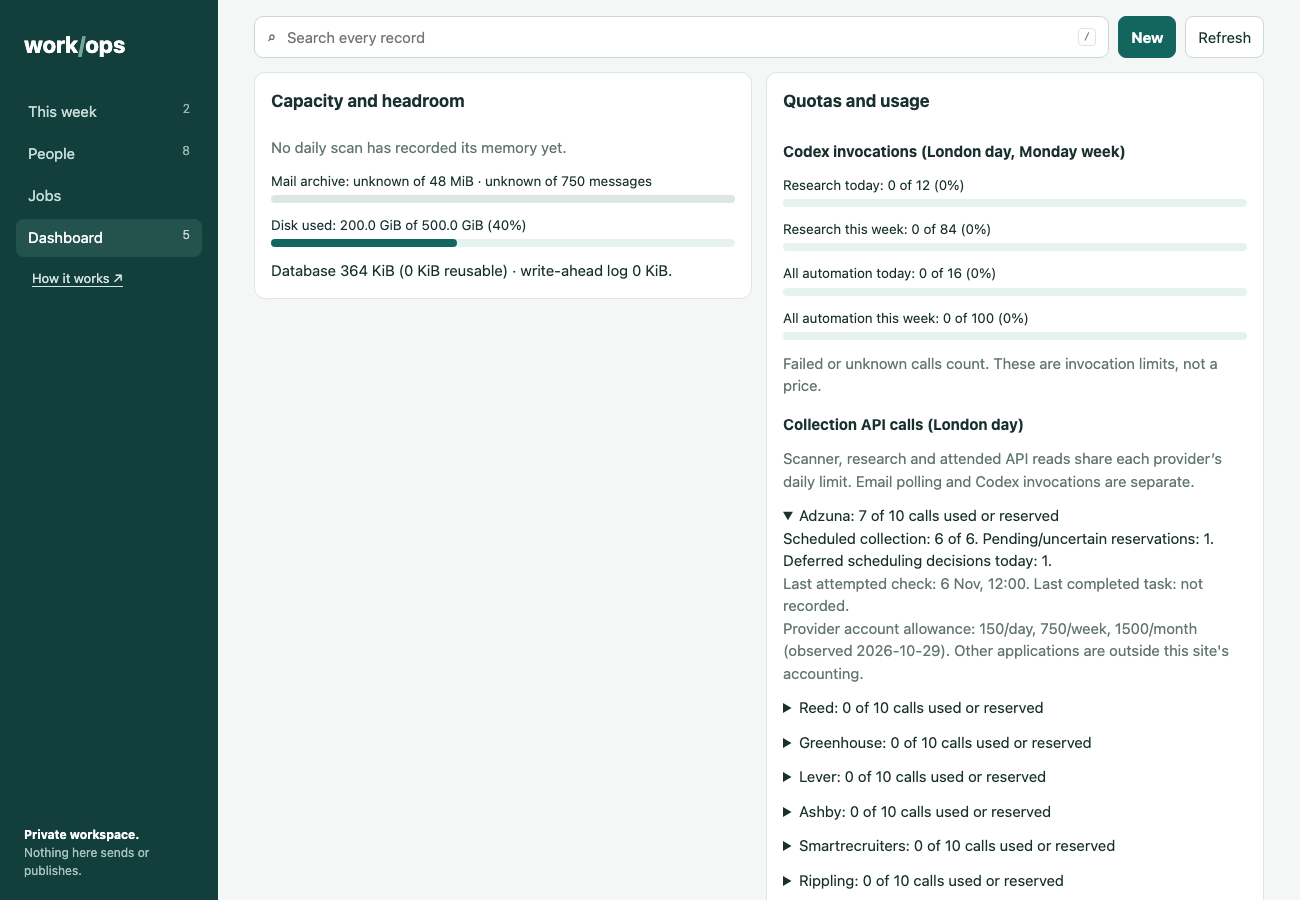 work/ops
This week 2
People 8
Jobs
Dashboard 5
How it works ↗
Private workspace.
Nothing here sends or
publishes.
Search every record /
New
Refresh
Capacity and headroom
No daily scan has recorded its memory yet.
Mail archive: unknown of 48 MiB · unknown of 750 messages
Disk used: 200.0 GiB of 500.0 GiB (40%)
Database 364 KiB (0 KiB reusable) · write-ahead log 0 KiB.
Quotas and usage
Codex invocations (London day, Monday week)
Research today: 0 of 12 (0%)
Research this week: 0 of 84 (0%)
All automation today: 0 of 16 (0%)
All automation this week: 0 of 100 (0%)
Failed or unknown calls count. These are invocation limits, not a
price.
Collection API calls (London day)
Scanner, research and attended API reads share each provider’s
daily limit. Email polling and Codex invocations are separate.
▼ Adzuna: 7 of 10 calls used or reserved
Scheduled collection: 6 of 6. Pending/uncertain reservations: 1.
Deferred scheduling decisions today: 1.
Last attempted check: 6 Nov, 12:00. Last completed task: not
recorded.
Provider account allowance: 150/day, 750/week, 1500/month
(observed 2026-10-29). Other applications are outside this site's
accounting.
▶ Reed: 0 of 10 calls used or reserved
▶ Greenhouse: 0 of 10 calls used or reserved
▶ Lever: 0 of 10 calls used or reserved
▶ Ashby: 0 of 10 calls used or reserved
▶ Smartrecruiters: 0 of 10 calls used or reserved
▶ Rippling: 0 of 10 calls used or reserved